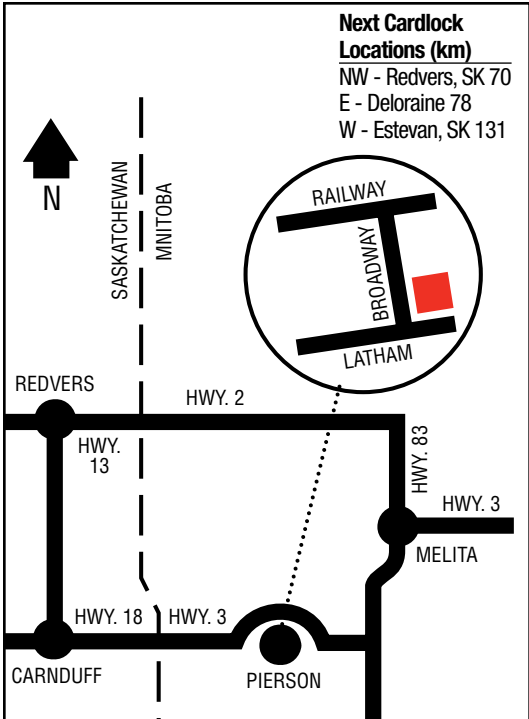 Next Cardlock
Locations (km)
NW - Redvers, SK 70
E - Deloraine 78
W - Estevan, SK 131
N
SASKATCHEWAN
MNITOBA
RAILWAY
BROADWAY
LATHAM
REDVERS
HWY. 2
HWY.
13
HWY. 83
HWY. 3
MELITA
HWY. 18
HWY. 3
CARNDUFF
PIERSON